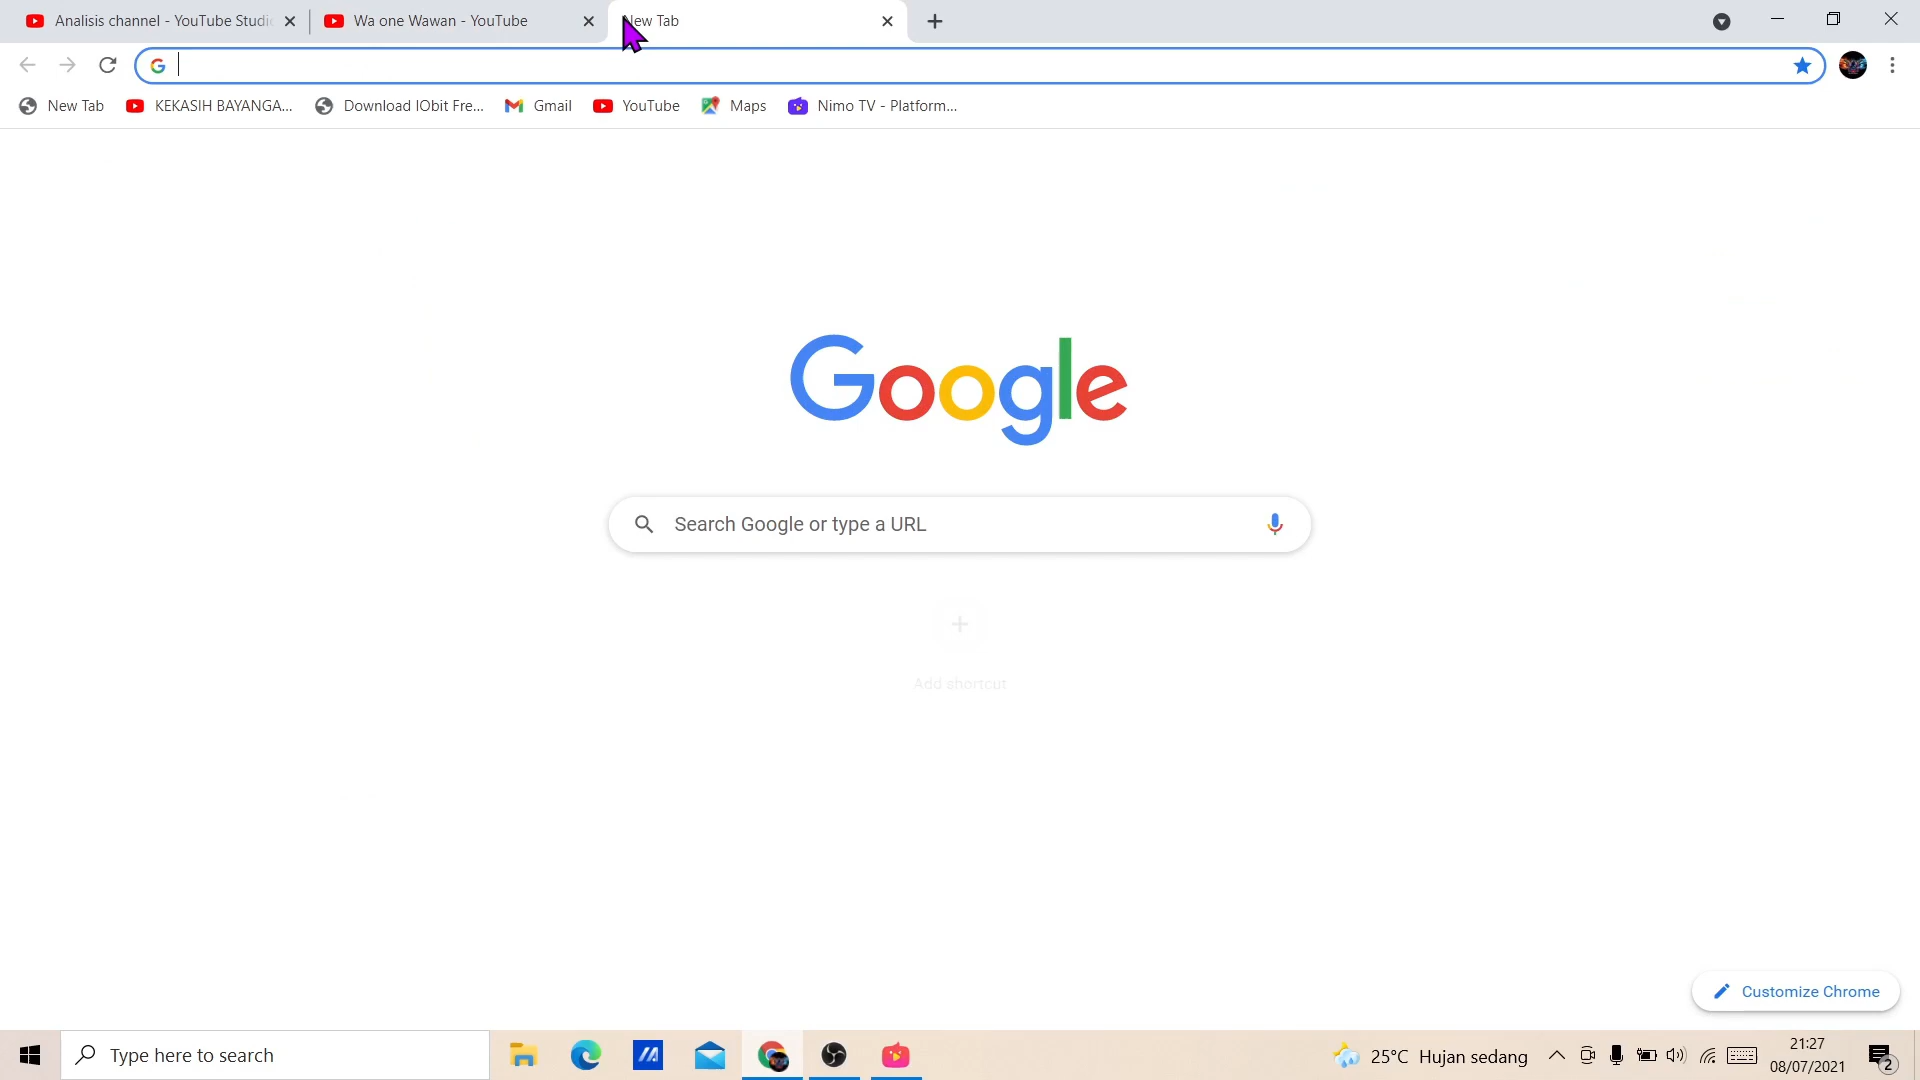 Analisis channel - YouTube Studi
Wa one Wawan - YouTube
New Tab
New Tab
KEKASIH BAYANGA...
Download IObit Fre...
Gmail
YouTube
Maps
Nimo TV - Platform...
Google
Search Google or type a URL
Add shortcut
Customize Chrome
Type here to search
25°C Hujan sedang
21:27
08/07/2021
2